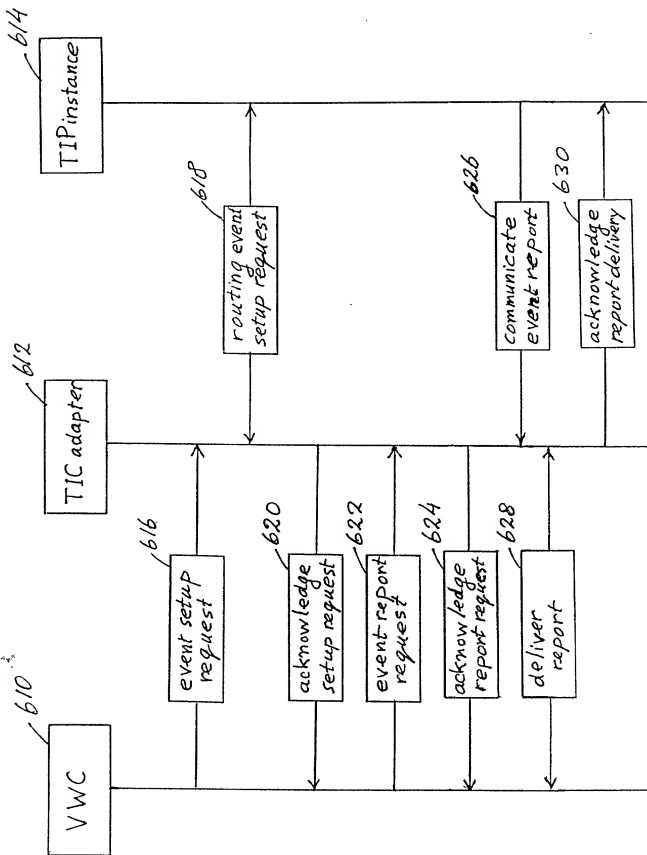 610
VWC
612
TIC adapter
614
TIP instance
616
event setup
request
618
routing event
setup request
620
acknowledge
setup request
622
event report
request
624
acknowledge
report request
626
communicate
event report
628
deliver
report
630
acknowledge
report delivery